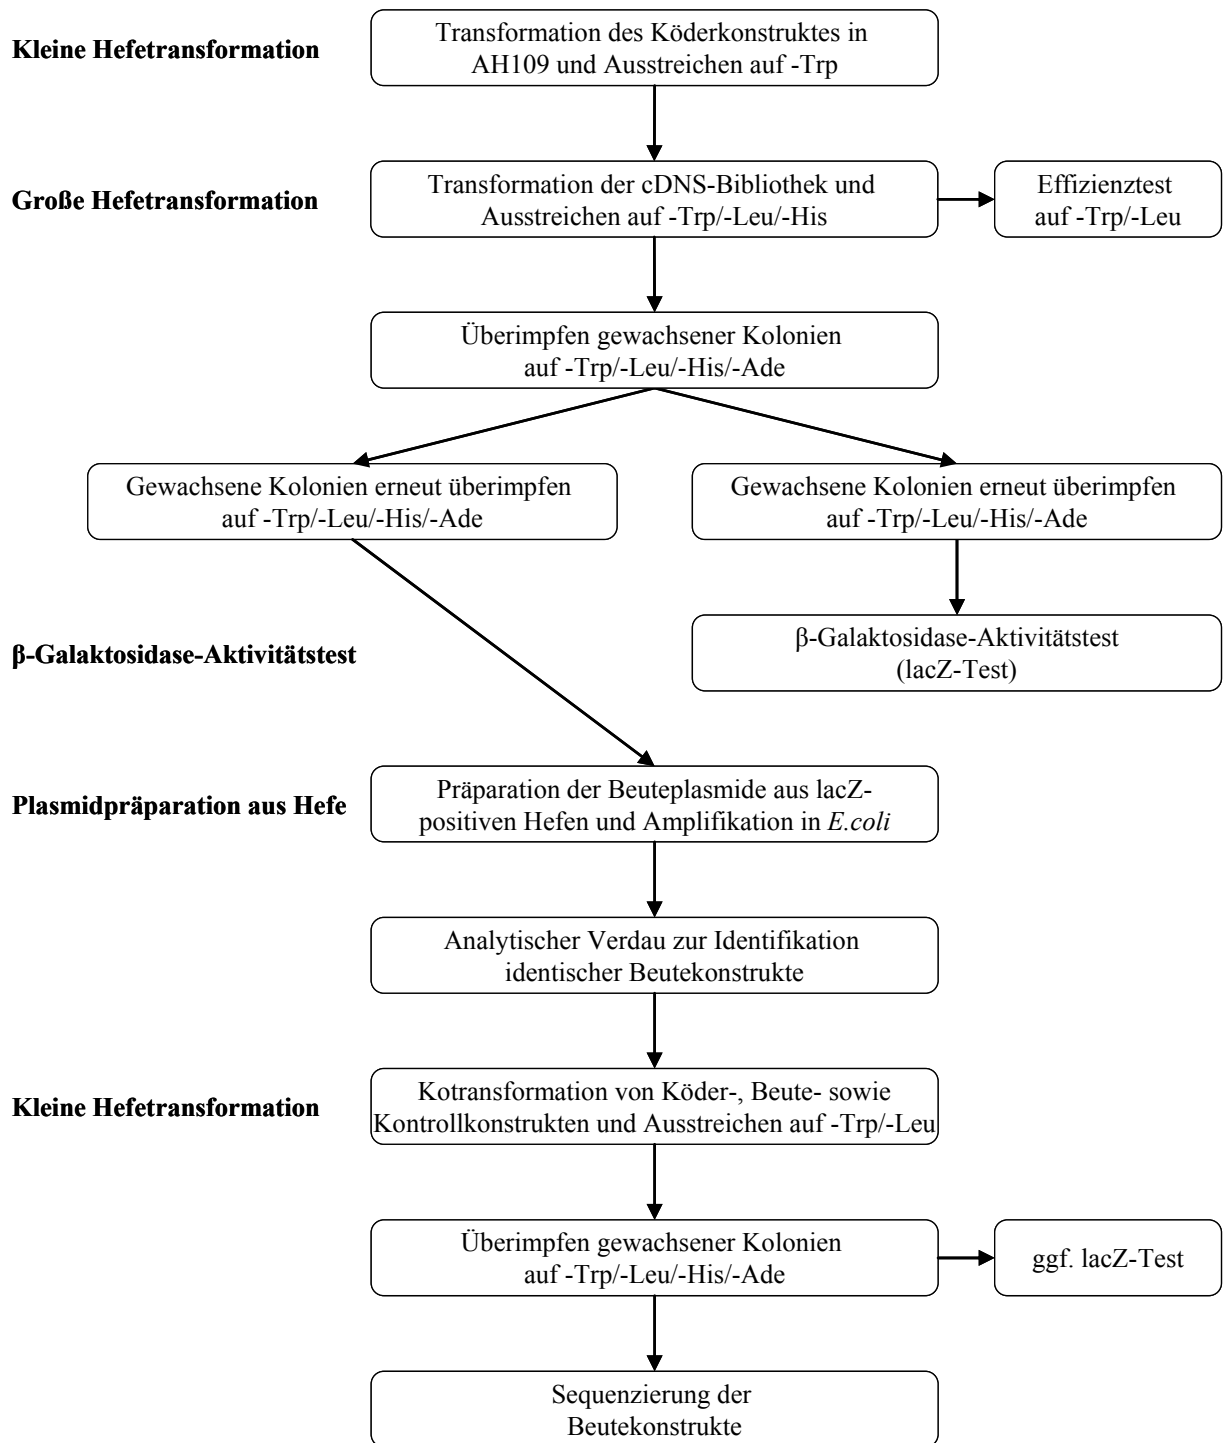 Kleine Hefetransformation
Transformation des Köderkonstruktes in
AH109 und Ausstreichen auf -Trp
Große Hefetransformation
Transformation der cDNS-Bibliothek und
Ausstreichen auf -Trp/-Leu/-His
Effizienztest
auf -Trp/-Leu
Überimpfen gewachsener Kolonien
auf -Trp/-Leu/-His/-Ade
Gewachsene Kolonien erneut überimpfen
auf -Trp/-Leu/-His/-Ade
Gewachsene Kolonien erneut überimpfen
auf -Trp/-Leu/-His/-Ade
β-Galaktosidase-Aktivitätstest
β-Galaktosidase-Aktivitätstest
(lacZ-Test)
Plasmidpräparation aus Hefe
Präparation der Beuteplasmide aus lacZ-
positiven Hefen und Amplifikation in E.coli
Analytischer Verdau zur Identifikation
identischer Beutekonstrukte
Kleine Hefetransformation
Kotransformation von Köder-, Beute- sowie
Kontrollkonstrukten und Ausstreichen auf -Trp/-Leu
Überimpfen gewachsener Kolonien
auf -Trp/-Leu/-His/-Ade
ggf. lacZ-Test
Sequenzierung der
Beutekonstrukte